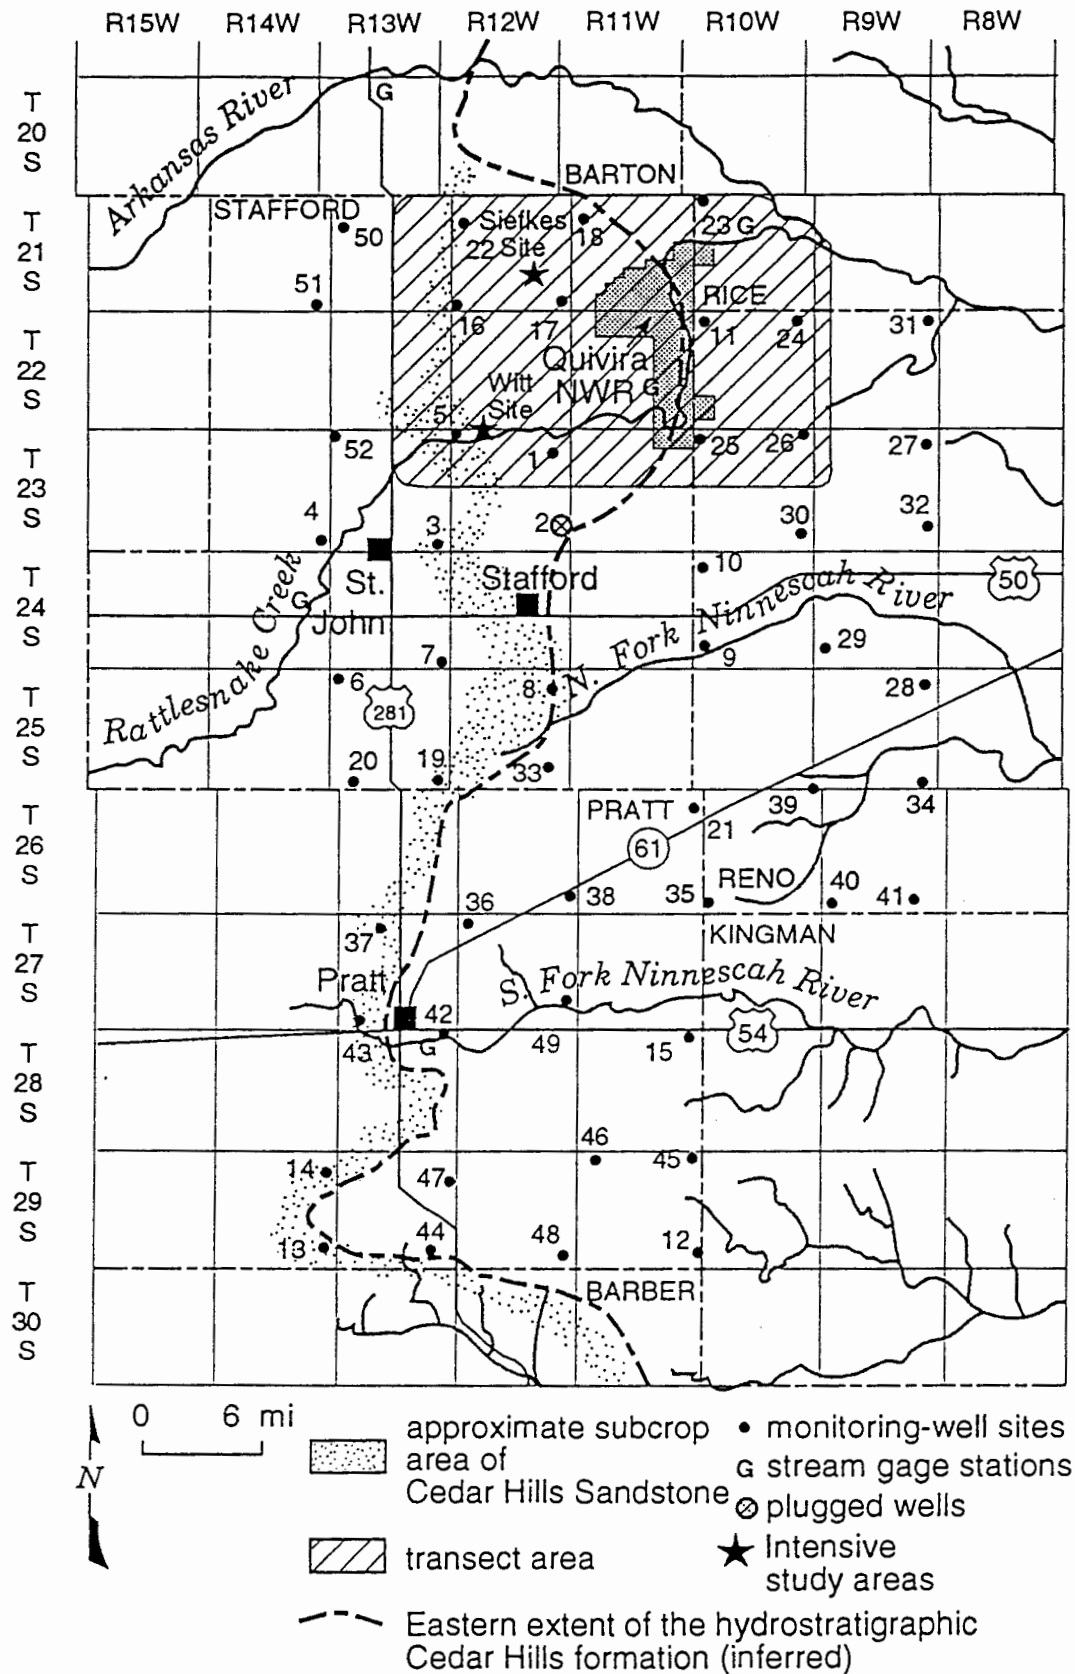 R15W R14W R13W R12W R11W R10W R9W R8W
T
20
S
T
21
S
T
22
S
T
23
S
T
24
S
T
25
S
T
26
S
T
27
S
T
28
S
T
29
S
T
30
S
Arkansas River
G
BARTON
STAFFORD
50
Siefkes
22 Site
18
23 G
51
16
17
RICE
11
24
31
Quivira
NWR G
Witt
Site
5
52
1
25
26
27
4
3
2
30
32
St.
John
Stafford
10
50
G
Rattlesnake Creek
N. Fork Ninnescah River
7
9
29
6
281
8
28
20
19
33
39
34
PRATT
21
61
RENO
36
38
35
40
41
37
KINGMAN
Pratt
S. Fork Ninnescah River
42
43
G
49
15
54
46
45
14
47
13
44
48
12
BARBER
0 6 mi
N
approximate subcrop
area of
Cedar Hills Sandstone
transect area
Eastern extent of the hydrostratigraphic
Cedar Hills formation (inferred)
monitoring-well sites
G stream gage stations
plugged wells
Intensive
study areas